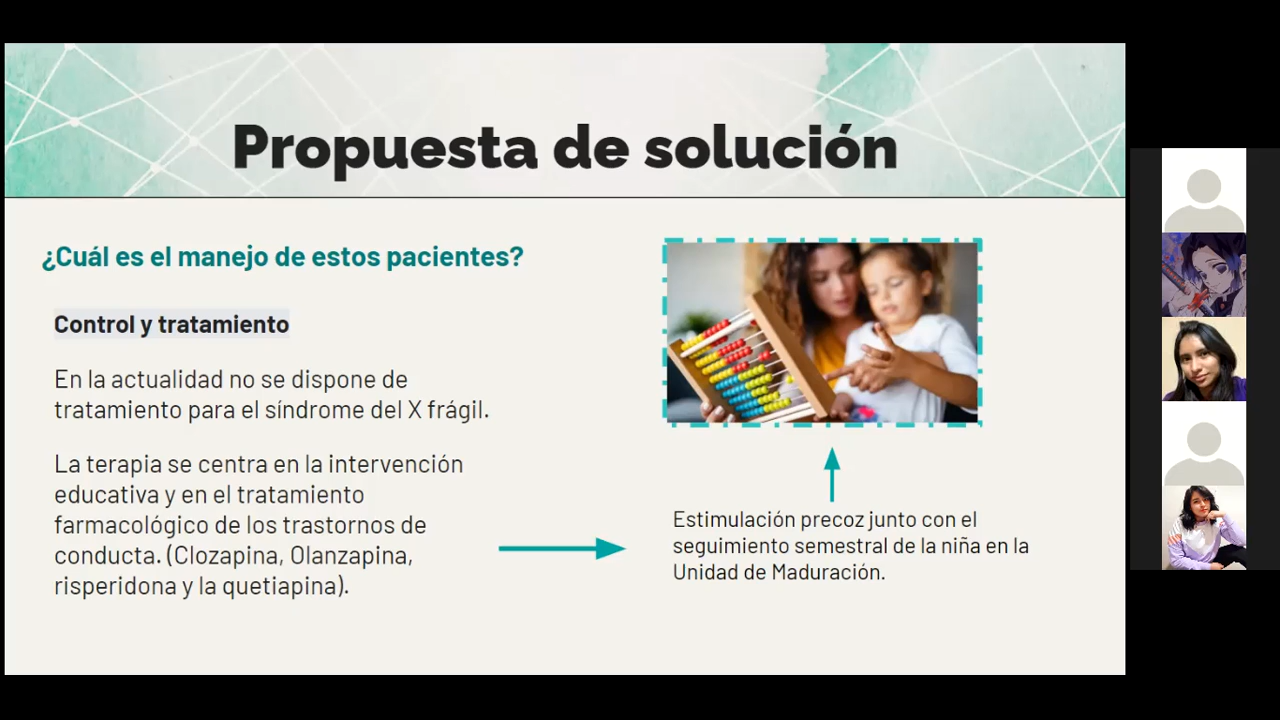 Propuesta de solución
¿Cuál es el manejo de estos pacientes?
Control y tratamiento
En la actualidad no se dispone de
tratamiento para el síndrome del X frágil.
La terapia se centra en la intervención
educativa y en el tratamiento
farmacológico de los trastornos de
conducta. (Clozapina, Olanzapina,
risperidona y la quetiapina).
Estimulación precoz junto con el
seguimiento semestral de la niña en la
Unidad de Maduración.